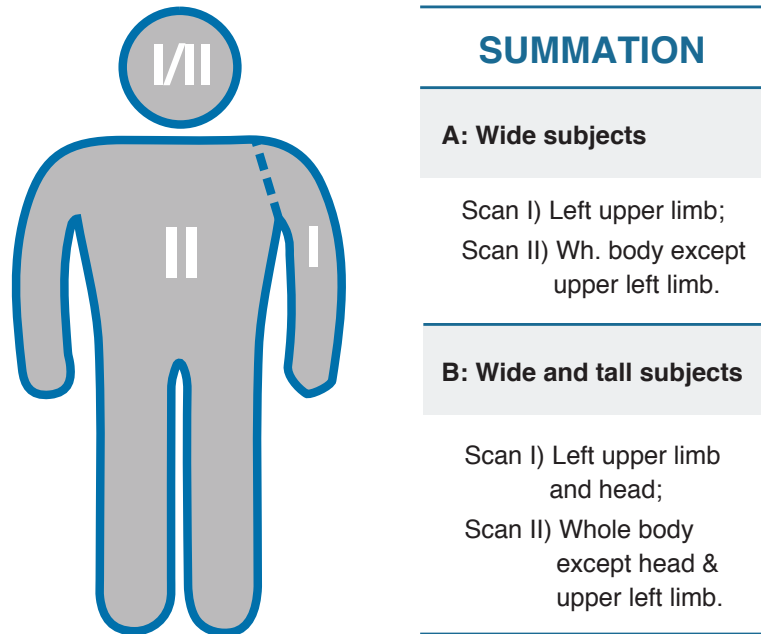 I/II
II
I
SUMMATION
A: Wide subjects
Scan I) Left upper limb;
Scan II) Wh. body except
upper left limb.
B: Wide and tall subjects
Scan I) Left upper limb
and head;
Scan II) Whole body
except head &
upper left limb.